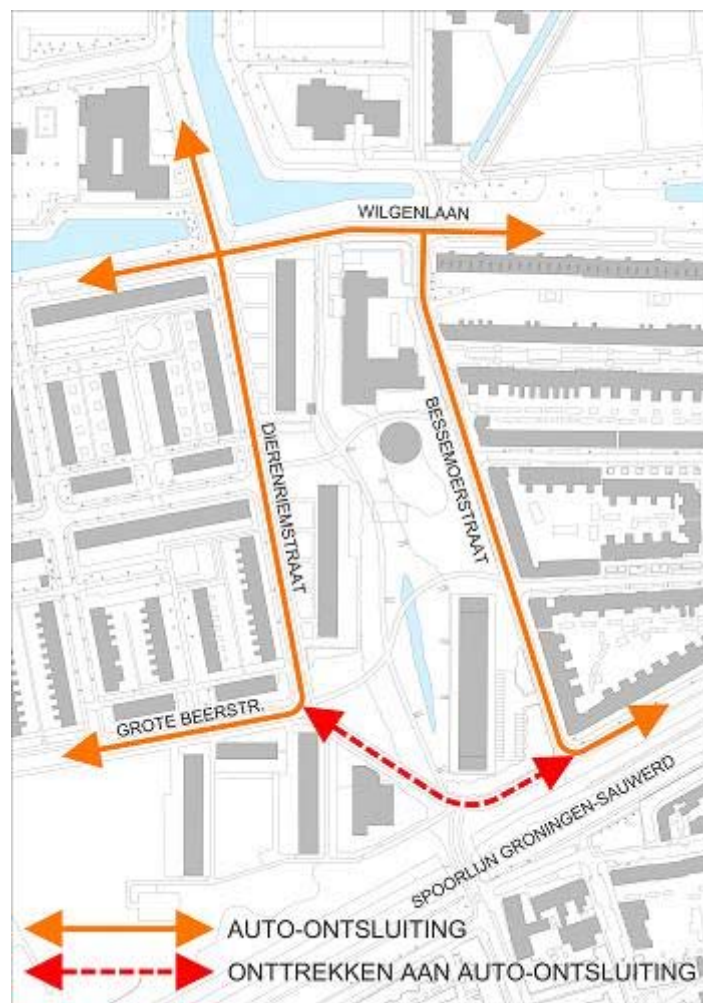 WILGENLAAN
DIERENRIEMSTRAAT
BESSEMOERSTRAAT
GROTE BEERSTR.
SPOORLIJN GRONINGEN-SAUWERD
AUTO-ONTSLUITING
ONTTREKKEN AAN AUTO-ONTSLUITING